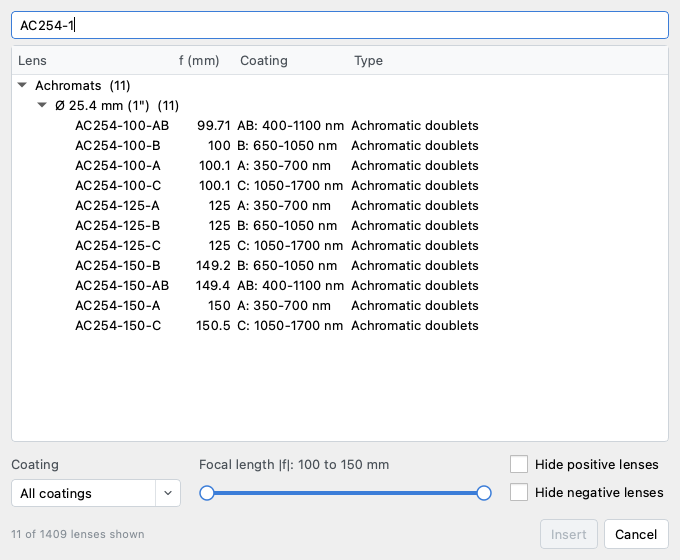 AC254-1
Lens f (mm) Coating Type
Achromats (11)
Ø 25.4 mm (1") (11)
AC254-100-AB 99.71 AB: 400-1100 nm Achromatic doublets
AC254-100-B 100 B: 650-1050 nm Achromatic doublets
AC254-100-A 100.1 A: 350-700 nm Achromatic doublets
AC254-100-C 100.1 C: 1050-1700 nm Achromatic doublets
AC254-125-A 125 A: 350-700 nm Achromatic doublets
AC254-125-B 125 B: 650-1050 nm Achromatic doublets
AC254-125-C 125 C: 1050-1700 nm Achromatic doublets
AC254-150-B 149.2 B: 650-1050 nm Achromatic doublets
AC254-150-AB 149.4 AB: 400-1100 nm Achromatic doublets
AC254-150-A 150 A: 350-700 nm Achromatic doublets
AC254-150-C 150.5 C: 1050-1700 nm Achromatic doublets
Coating Focal length |f|: 100 to 150 mm Hide positive lenses
All coatings Hide negative lenses
11 of 1409 lenses shown Insert Cancel